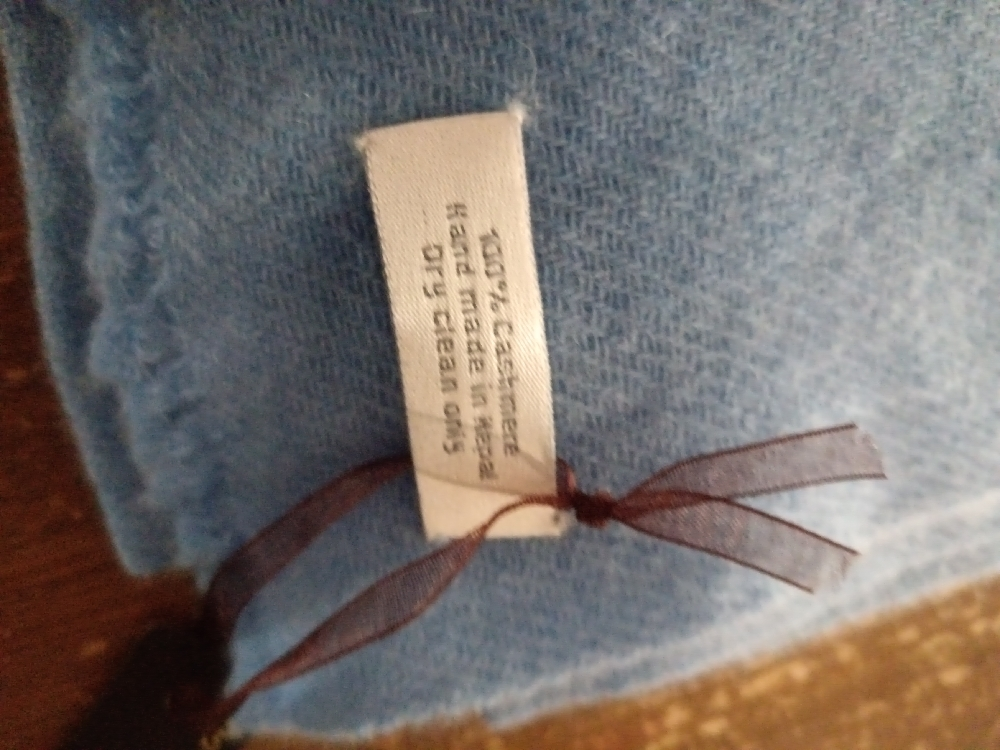 100% Cashmere
Hand made in Nepal
Dry clean only